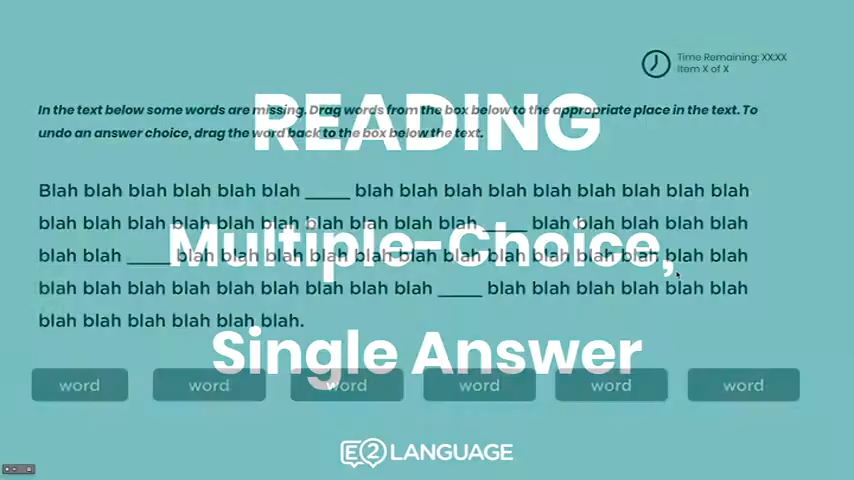 Time Remaining: XX:XX
Item X of X
READING
In the text below some words are missing. Drag words from the box below to the appropriate place in the text. To
undo an answer choice, drag the word back to the box below the text.
Blah blah blah blah blah blah _____ blah blah blah blah blah blah blah blah blah
blah blah blah blah blah blah blah blah blah blah _____ blah blah blah blah blah
Multiple-Choice,
blah blah _____ blah blah blah blah blah blah blah blah blah blah blah blah blah
blah blah blah blah blah blah blah blah blah _____ blah blah blah blah blah blah
blah blah blah blah blah blah.
Single Answer
word word word word word word
E2 LANGUAGE